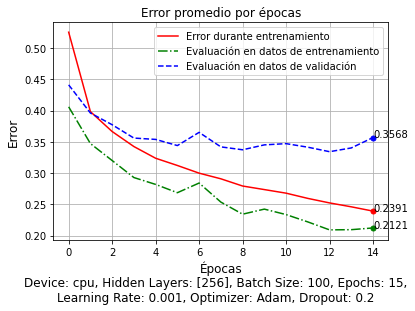 Error promedio por épocas
Error
0.50
0.45
0.40
0.35
0.30
0.25
0.20
Error durante entrenamiento
Evaluación en datos de entrenamiento
Evaluación en datos de validación
0.3568
0.2391
0.2121
0 2 4 6 8 10 12 14
Épocas
Device: cpu, Hidden Layers: [256], Batch Size: 100, Epochs: 15,
Learning Rate: 0.001, Optimizer: Adam, Dropout: 0.2